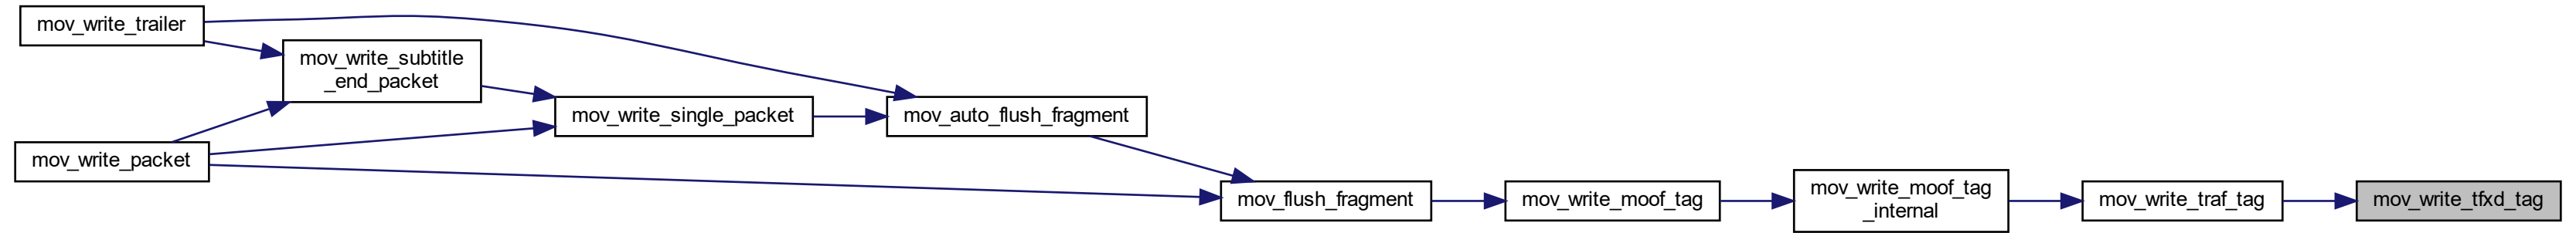 mov_write_trailer
mov_write_subtitle
_end_packet
mov_write_packet
mov_write_single_packet
mov_auto_flush_fragment
mov_flush_fragment
mov_write_moof_tag
mov_write_moof_tag
_internal
mov_write_traf_tag
mov_write_tfxd_tag